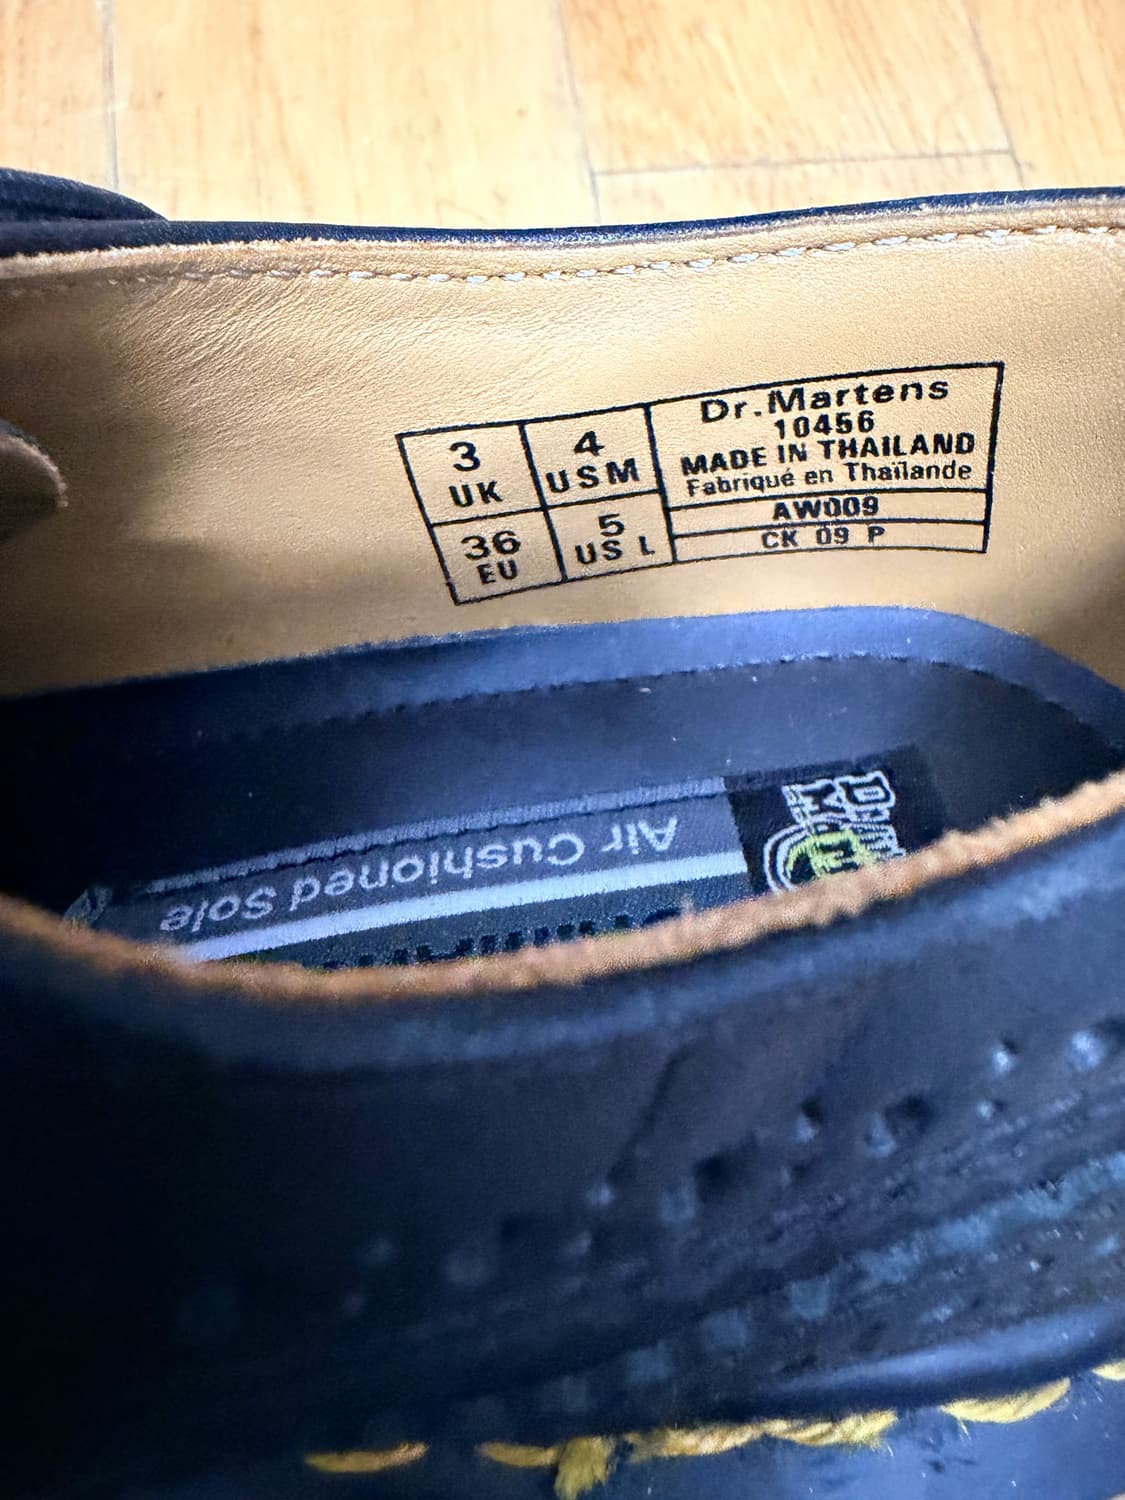 3
UK
4
USM
36
EU
5
US L
Dr.Martens
10456
MADE IN THAILAND
Fabriqué en Thaïlande
AW009
CK 09 P
Air Cushioned Sole